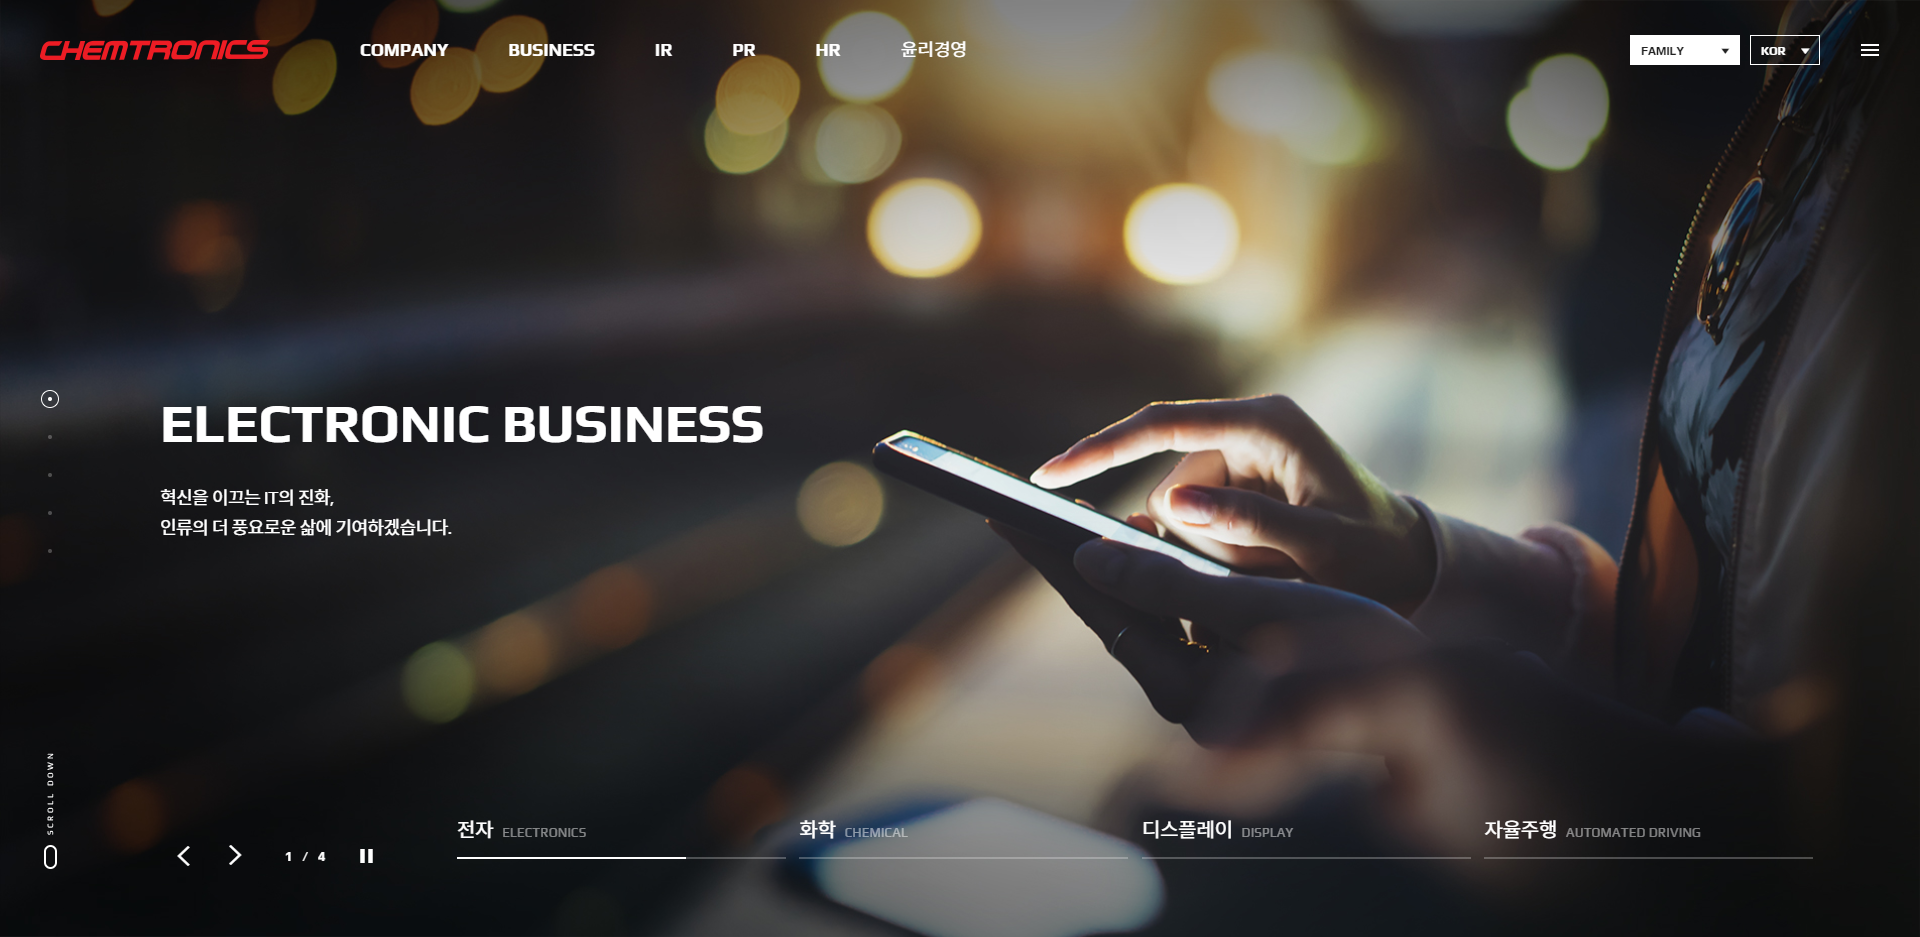 CHEMTRONICS
COMPANY BUSINESS IR PR HR 윤리경영
FAMILY KOR
ELECTRONIC BUSINESS
혁신을 이끄는 IT의 진화,
인류의 더 풍요로운 삶에 기여하겠습니다.
SCROLL DOWN
1 / 4
전자 ELECTRONICS
화학 CHEMICAL
디스플레이 DISPLAY
자율주행 AUTOMATED DRIVING